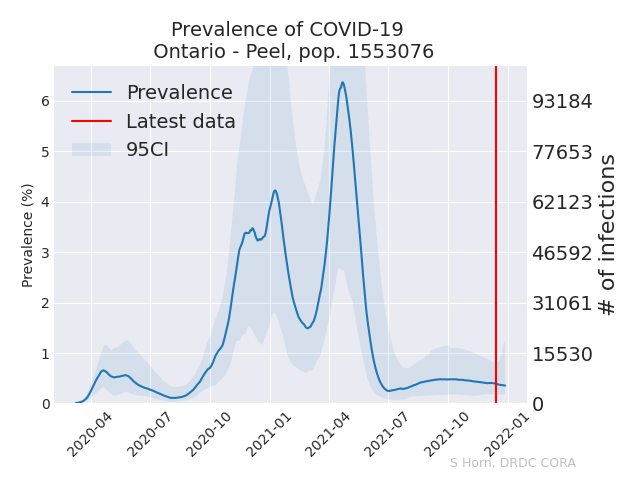 Prevalence of COVID-19
Ontario - Peel, pop. 1553076
Prevalence
Latest data
95CI
Prevalence (%)
6
5
4
3
2
1
0
93184
77653
62123
46592
31061
15530
0
# of infections
2020-04
2020-07
2020-10
2021-01
2021-04
2021-07
2021-10
2022-01
S Horn, DRDC CORA